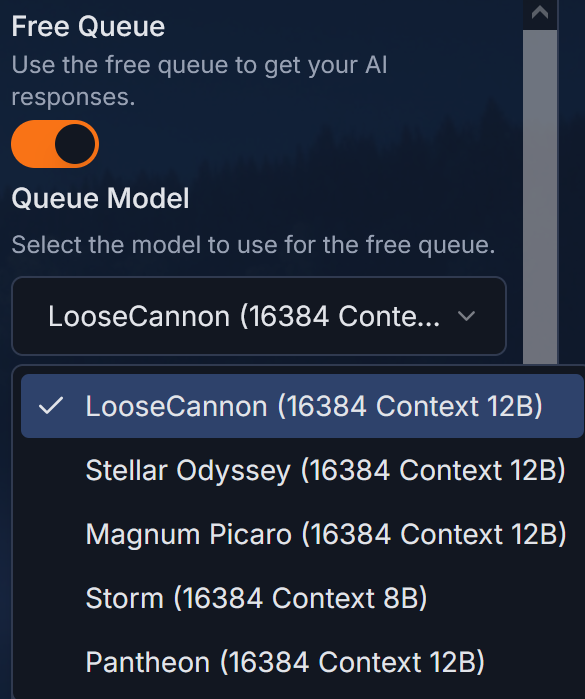 Free Queue
Use the free queue to get your AI
responses.
Queue Model
Select the model to use for the free queue.
LooseCannon (16384 Conte...
LooseCannon (16384 Context 12B)
Stellar Odyssey (16384 Context 12B)
Magnum Picaro (16384 Context 12B)
Storm (16384 Context 8B)
Pantheon (16384 Context 12B)